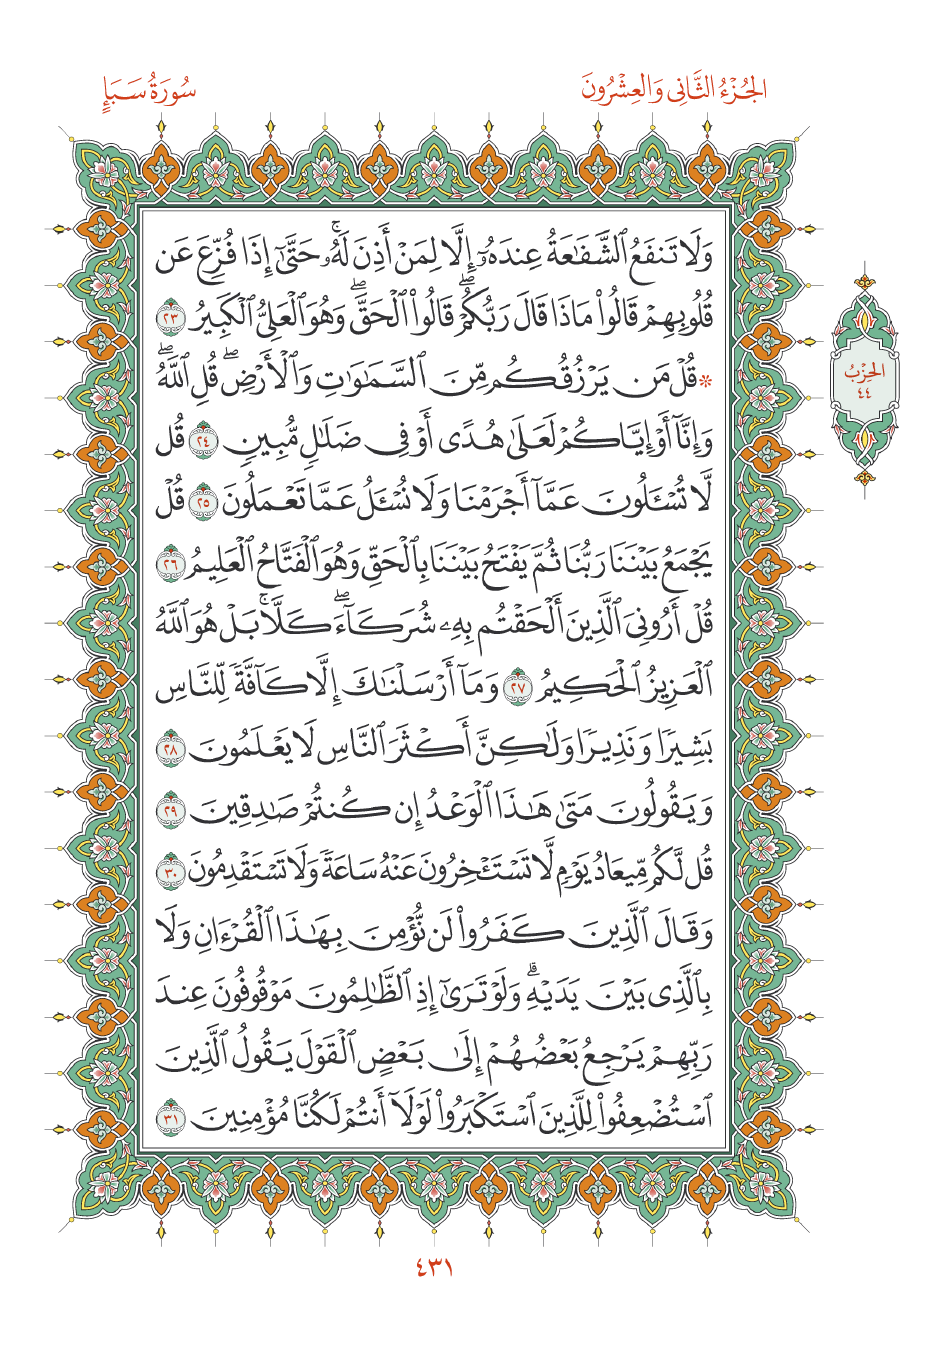 الجُزْءُ الثَّانِي وَالعِشْرُونَ
سُورَةُ سَبَإٍ
وَلَا تَنفَعُ ٱلشَّفَٰعَةُ عِندَهُۥٓ إِلَّا لِمَنْ أَذِنَ لَهُۥۚ حَتَّىٰٓ إِذَا فُزِّعَ عَن
قُلُوبِهِمْ قَالُوا۟ مَاذَا قَالَ رَبُّكُمْۖ قَالُوا۟ ٱلْحَقَّۖ وَهُوَ ٱلْعَلِىُّ ٱلْكَبِيرُ ٢٣
۞ قُلْ مَن يَرْزُقُكُم مِّنَ ٱلسَّمَٰوَٰتِ وَٱلْأَرْضِۖ قُلِ ٱللَّهُۖ
وَإِنَّآ أَوْ إِيَّاكُمْ لَعَلَىٰ هُدًى أَوْ فِى ضَلَٰلٍ مُّبِينٍ ٢٤ قُل
لَّا تُسْـَٔلُونَ عَمَّآ أَجْرَمْنَا وَلَا نُسْـَٔلُ عَمَّا تَعْمَلُونَ ٢٥ قُلْ
يَجْمَعُ بَيْنَنَا رَبُّنَا ثُمَّ يَفْتَحُ بَيْنَنَا بِٱلْحَقِّ وَهُوَ ٱلْفَتَّاحُ ٱلْعَلِيمُ ٢٦
قُلْ أَرُونِىَ ٱلَّذِينَ أَلْحَقْتُم بِهِۦ شُرَكَآءَۖ كَلَّاۚ بَلْ هُوَ ٱللَّهُ
ٱلْعَزِيزُ ٱلْحَكِيمُ ٢٧ وَمَآ أَرْسَلْنَٰكَ إِلَّا كَآفَّةً لِّلنَّاسِ
بَشِيرًا وَنَذِيرًا وَلَٰكِنَّ أَكْثَرَ ٱلنَّاسِ لَا يَعْلَمُونَ ٢٨
وَيَقُولُونَ مَتَىٰ هَٰذَا ٱلْوَعْدُ إِن كُنتُمْ صَٰدِقِينَ ٢٩
قُل لَّكُم مِّيعَادُ يَوْمٍ لَّا تَسْتَـْٔخِرُونَ عَنْهُ سَاعَةً وَلَا تَسْتَقْدِمُونَ ٣٠
وَقَالَ ٱلَّذِينَ كَفَرُوا۟ لَن نُّؤْمِنَ بِهَٰذَا ٱلْقُرْءَانِ وَلَا
بِٱلَّذِى بَيْنَ يَدَيْهِۗ وَلَوْ تَرَىٰٓ إِذِ ٱلظَّٰلِمُونَ مَوْقُوفُونَ عِندَ
رَبِّهِمْ يَرْجِعُ بَعْضُهُمْ إِلَىٰ بَعْضٍ ٱلْقَوْلَ يَقُولُ ٱلَّذِينَ
ٱسْتُضْعِفُوا۟ لِلَّذِينَ ٱسْتَكْبَرُوا۟ لَوْلَآ أَنتُمْ لَكُنَّا مُؤْمِنِينَ ٣١
الحِزْبُ
٤٤
٤٣١